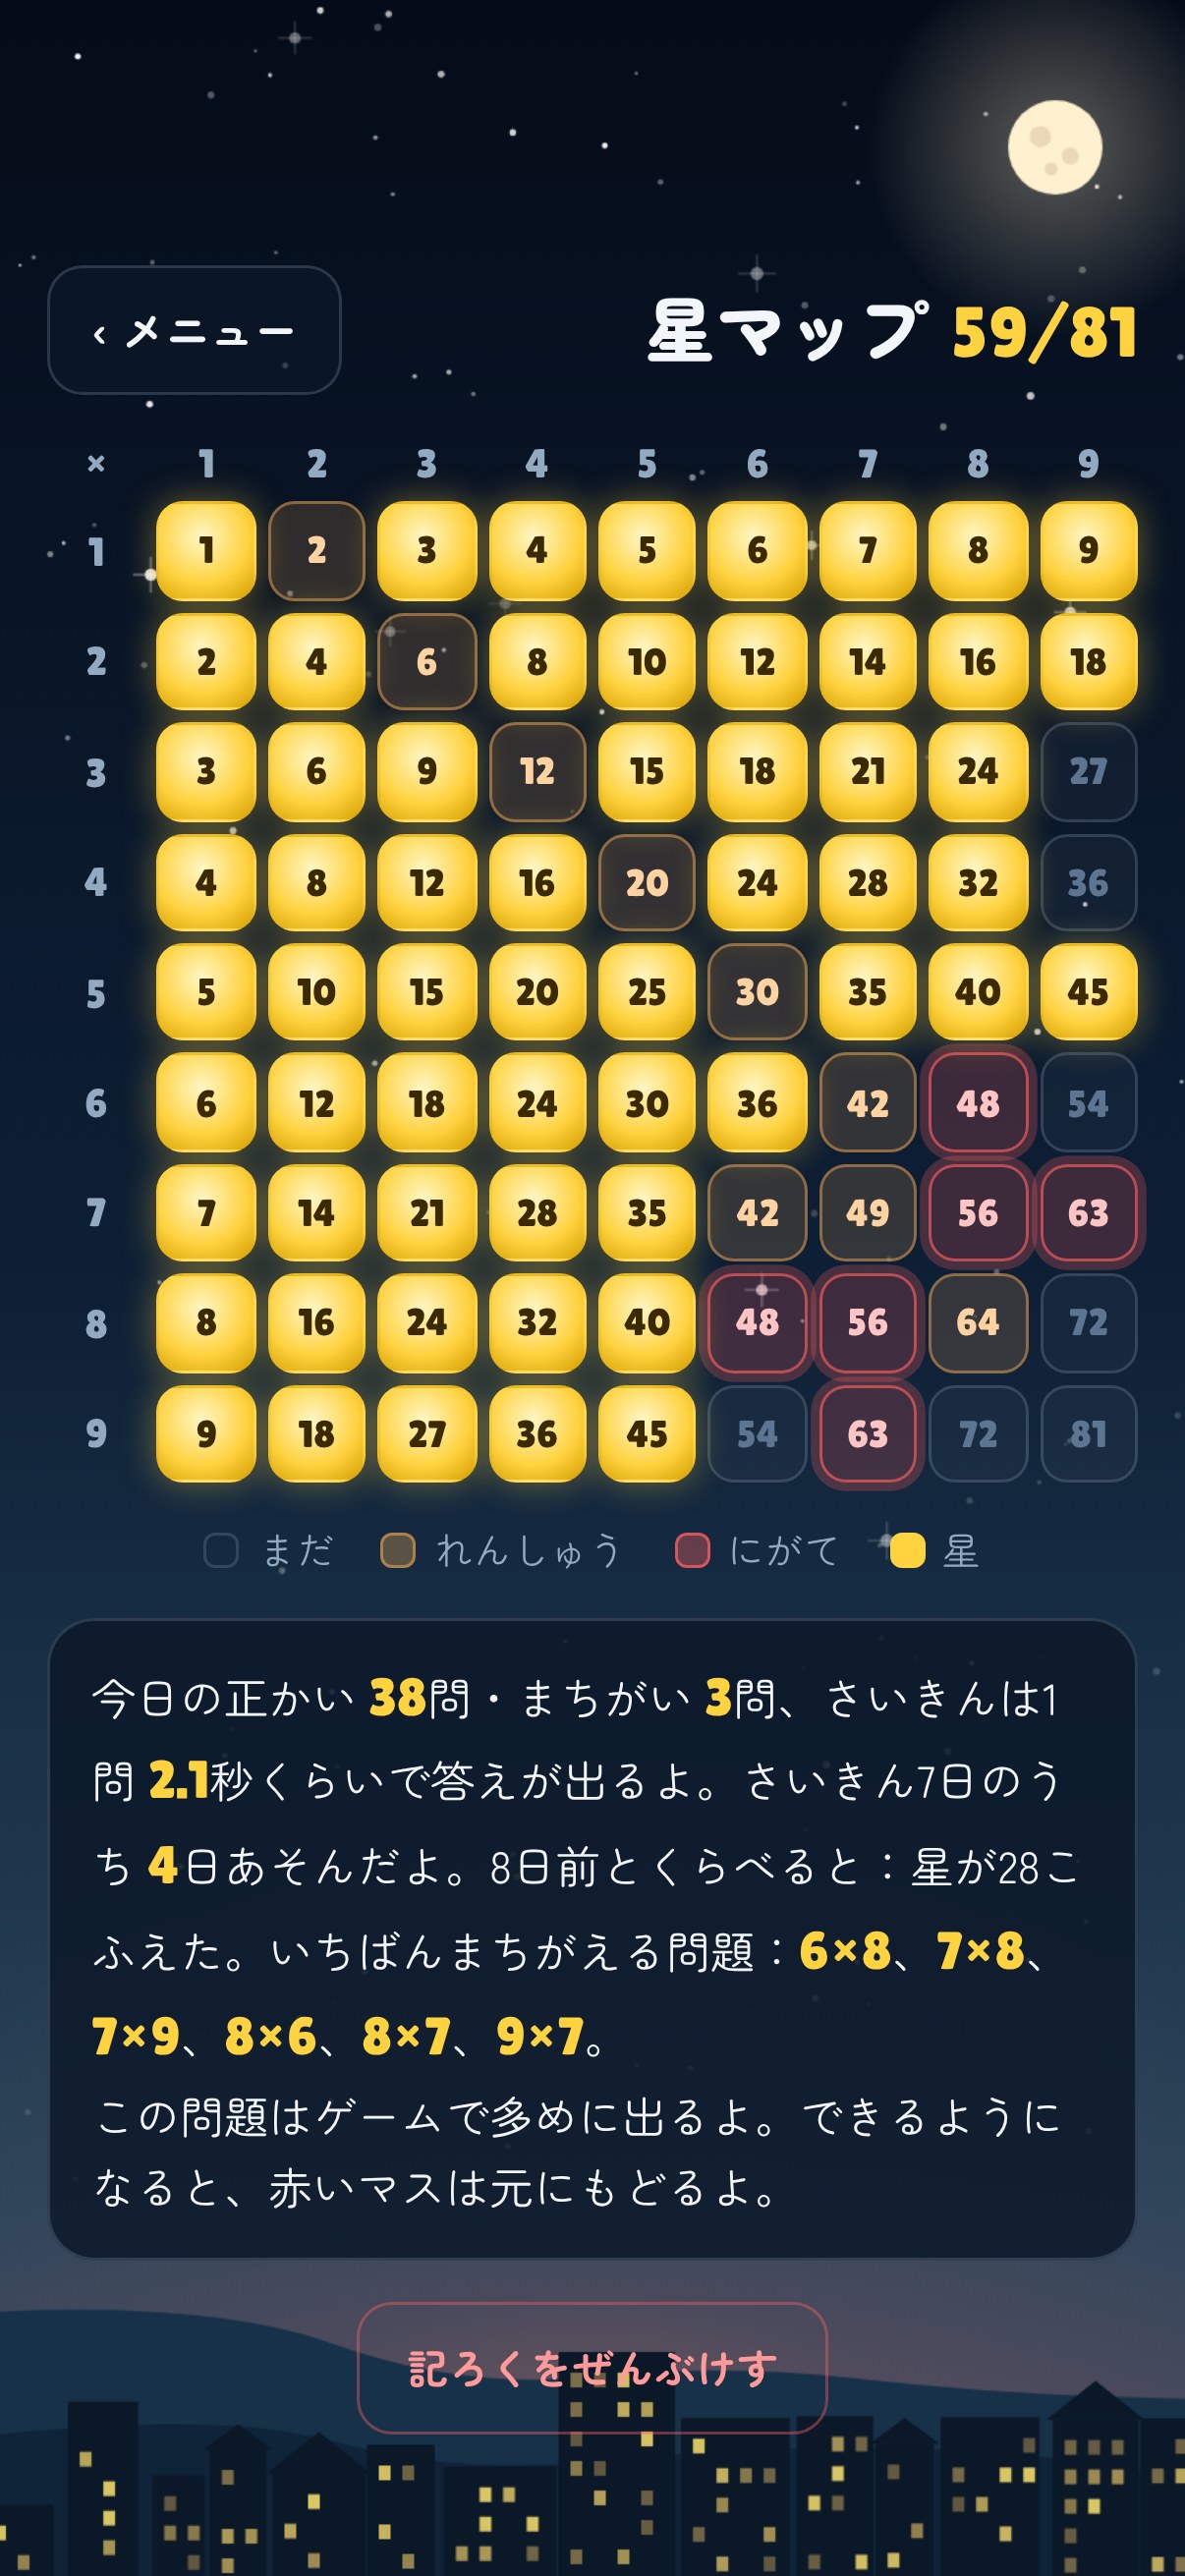 ‹ メニュー
星マップ 59/81
× 1 2 3 4 5 6 7 8 9
1 1 2 3 4 5 6 7 8 9
2 2 4 6 8 10 12 14 16 18
3 3 6 9 12 15 18 21 24 27
4 4 8 12 16 20 24 28 32 36
5 5 10 15 20 25 30 35 40 45
6 6 12 18 24 30 36 42 48 54
7 7 14 21 28 35 42 49 56 63
8 8 16 24 32 40 48 56 64 72
9 9 18 27 36 45 54 63 72 81
まだ れんしゅう にがて 星
今日の正かい 38問・まちがい 3問、さいきんは1
問 2.1秒くらいで答えが出るよ。さいきん7日のう
ち 4日あそんだよ。8日前とくらべると：星が28こ
ふえた。いちばんまちがえる問題：6×8、7×8、
7×9、8×6、8×7、9×7。
この問題はゲームで多めに出るよ。できるように
なると、赤いマスは元にもどるよ。
記ろくをぜんぶけす